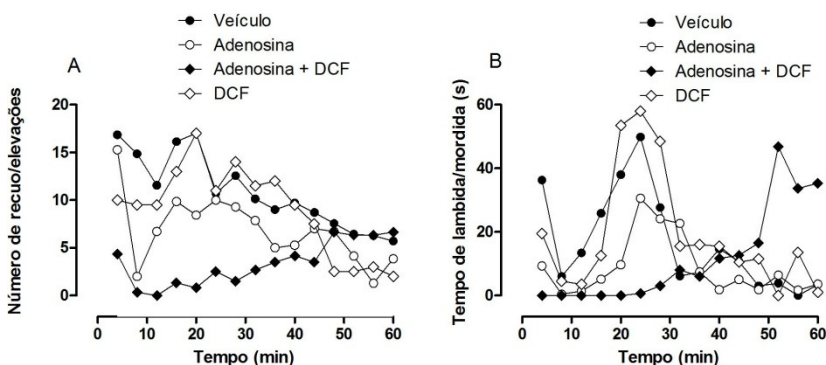 Veículo
Adenosina
Adenosina + DCF
DCF
A
Número de recuo/elevações
20
15
10
5
0
0 10 20 30 40 50 60
Tempo (min)
Veículo
Adenosina
Adenosina + DCF
DCF
B
Tempo de lambida/mordida (s)
60
40
20
0
0 10 20 30 40 50 60
Tempo (min)